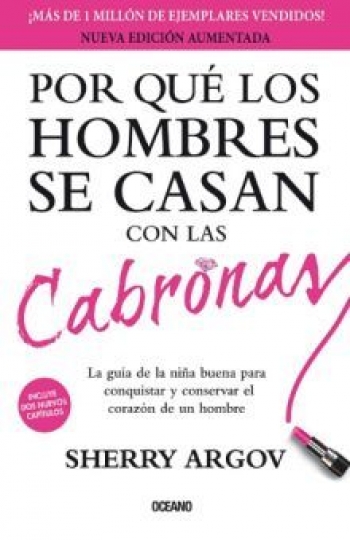 ¡MÁS DE 1 MILLÓN DE EJEMPLARES VENDIDOS!
NUEVA EDICIÓN AUMENTADA
POR QUÉ LOS
HOMBRES
SE CASAN
CON LAS
Cabronas
La guía de la niña buena para
conquistar y conservar el
corazón de un hombre
INCLUYE
DOS NUEVOS
CAPÍTULOS
SHERRY ARGOV
OCEANO